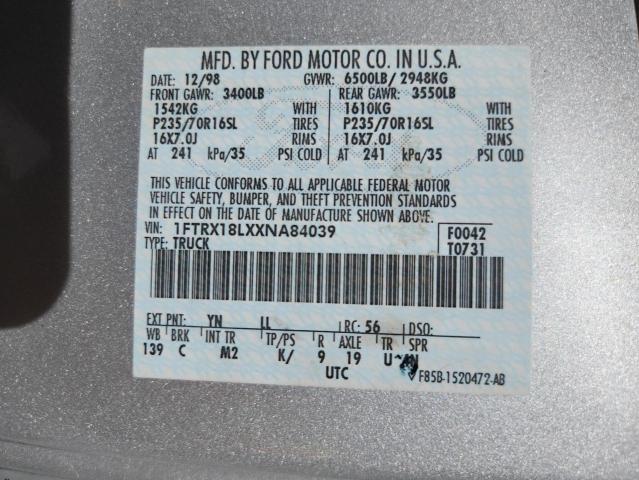 MFD. BY FORD MOTOR CO. IN U.S.A.
DATE: 12/98 GVWR: 6500LB/ 2948KG
FRONT GAWR: 3400LB REAR GAWR: 3550LB
1542KG WITH 1610KG WITH
P235/70R16SL TIRES P235/70R16SL TIRES
16X7.0J RIMS 16X7.0J RIMS
AT 241 kPa/35 PSI COLD AT 241 kPa/35 PSI COLD
THIS VEHICLE CONFORMS TO ALL APPLICABLE FEDERAL MOTOR
VEHICLE SAFETY, BUMPER, AND THEFT PREVENTION STANDARDS
IN EFFECT ON THE DATE OF MANUFACTURE SHOWN ABOVE.
VIN: 1FTRX18LXXNA84039 F0042
TYPE: TRUCK T0731
EXT PNT: YN LL RC: 56 DSO:
WB BRK INT TR TP/PS R AXLE TR SPR
139 C M2 K/ 9 19 U
UTC F85B-1520472-AB